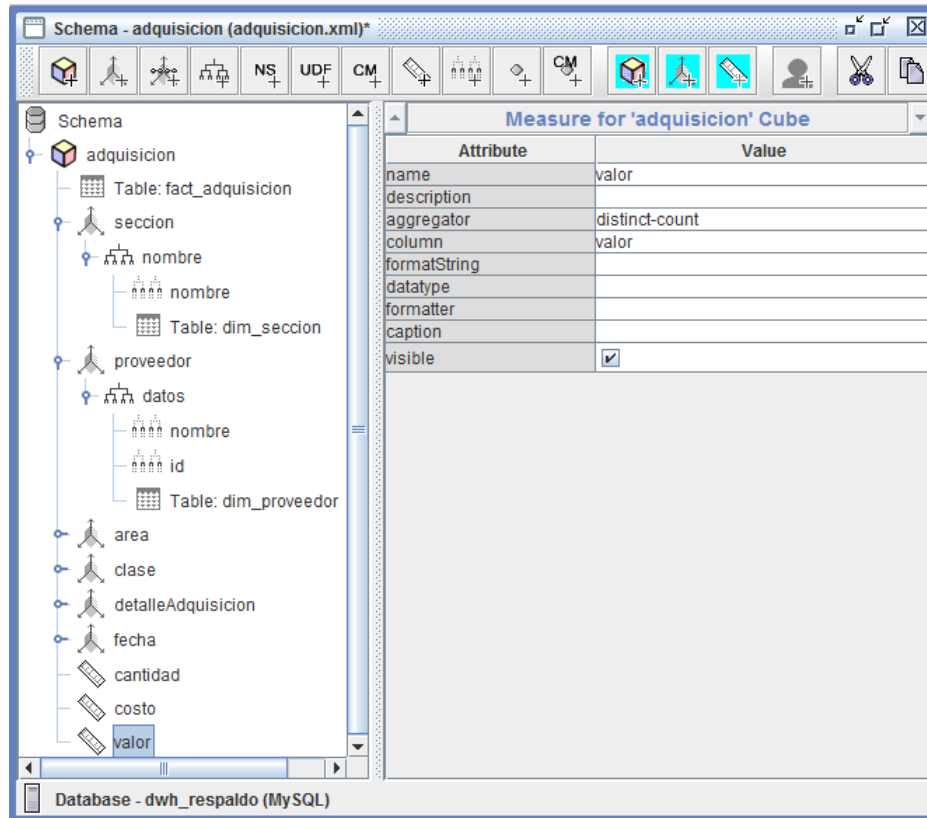 Schema - adquisicion (adquisicion.xml)*
NS UDF CM CM
Schema
adquisicion
Table: fact_adquisicion
seccion
nombre
nombre
Table: dim_seccion
proveedor
datos
nombre
id
Table: dim_proveedor
area
clase
detalleAdquisicion
fecha
cantidad
costo
valor
Measure for 'adquisicion' Cube
Attribute Value
name valor
description
aggregator distinct-count
column valor
formatString
datatype
formatter
caption
visible
Database - dwh_respaldo (MySQL)